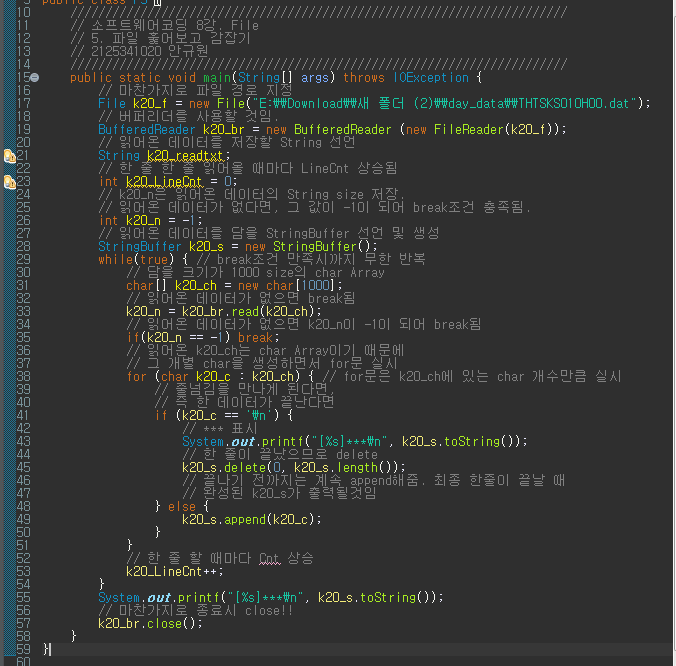 10 ////////////////////////////////////////////////////////////////////////
11 // 소프트웨어코딩 8강. File
12 // 5. 파일 훑어보고 감잡기
13 // 2125341020 안규원
14 ////////////////////////////////////////////////////////////////////////
15 public static void main(String[] args) throws IOException {
16 // 마찬가지로 파일 경로 지정
17 File k20_f = new File("E:\\Download\\새 폴더 (2)\\day_data\\THTSKS010H00.dat");
18 // 버퍼리더를 사용할 것임.
19 BufferedReader k20_br = new BufferedReader (new FileReader(k20_f));
20 // 읽어온 데이터를 저장할 String 선언
21 String k20_readtxt;
22 // 한 줄 한 줄 읽어올 때마다 LineCnt 상승됨
23 int k20_LineCnt = 0;
24 // k20_n은 읽어온 데이터의 String size 저장.
25 // 읽어온 데이터가 없다면, 그 값이 -1이 되어 break조건 충족됨.
26 int k20_n = -1;
27 // 읽어온 데이터를 담을 StringBuffer 선언 및 생성
28 StringBuffer k20_s = new StringBuffer();
29 while(true) { // break조건 만족시까지 무한 반복
30 // 담을 크기가 1000 size의 char Array
31 char[] k20_ch = new char[1000];
32 // 읽어온 데이터가 없으면 break됨
33 k20_n = k20_br.read(k20_ch);
34 // 읽어온 데이터가 없으면 k20_n이 -1이 되어 break됨
35 if(k20_n == -1) break;
36 // 읽어온 k20_ch는 char Array이기 때문에
37 // 그 개별 char을 생성하면서 for문 실시
38 for (char k20_c : k20_ch) { // for문은 k20_ch에 있는 char 개수만큼 실시
39 // 줄넘김을 만나게 된다면,
40 // 즉 한 데이터가 끝난다면
41 if (k20_c == '\n') {
42 // *** 표시
43 System.out.printf("[%s]***\n", k20_s.toString());
44 // 한 줄이 끝났으므로 delete
45 k20_s.delete(0, k20_s.length());
46 // 끝나기 전까지는 계속 append해줌. 최종 한줄이 끝날 때
47 // 완성된 k20_s가 출력될것임
48 } else {
49 k20_s.append(k20_c);
50 }
51 }
52 // 한 줄 할 때마다 Cnt 상승
53 k20_LineCnt++;
54 }
55 System.out.printf("[%s]***\n", k20_s.toString());
56 // 마찬가지로 종료시 close!!
57 k20_br.close();
58 }
59 }
60